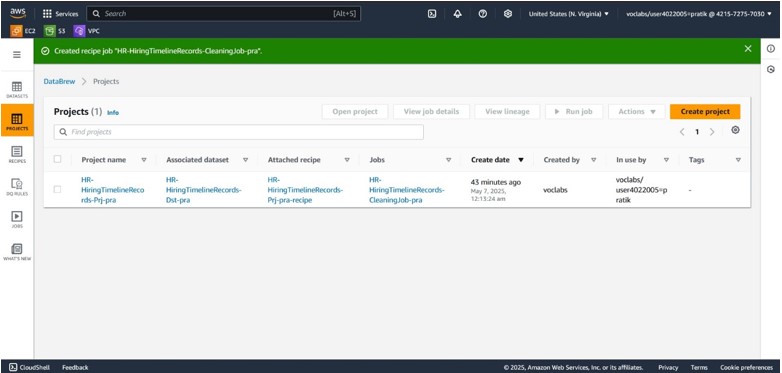 aws
Services
Search
[Alt+S]
United States (N. Virginia)
voclabs/user4022005=pratik @ 4215-7275-7030
EC2
S3
VPC
Created recipe job "HR-HiringTimelineRecords-CleaningJob-pra".
DataBrew
Projects
DATASETS
PROJECTS
RECIPES
DQ RULES
JOBS
WHAT'S NEW
Projects (1)
Info
Open project
View job details
View lineage
Run job
Actions
Create project
Find projects
1
Project name
Associated dataset
Attached recipe
Jobs
Create date
Created by
In use by
Tags
HR-
HiringTimelineReco
rds-Prj-pra
HR-
HiringTimelineRecords-
Dst-pra
HR-
HiringTimelineRecords-
Prj-pra-recipe
HR-
HiringTimelineRecords-
CleaningJob-pra
43 minutes ago
May 7, 2025,
12:13:24 am
voclabs
voclabs/
user4022005=p
ratik
-
CloudShell
Feedback
© 2025, Amazon Web Services, Inc. or its affiliates.
Privacy
Terms
Cookie preferences